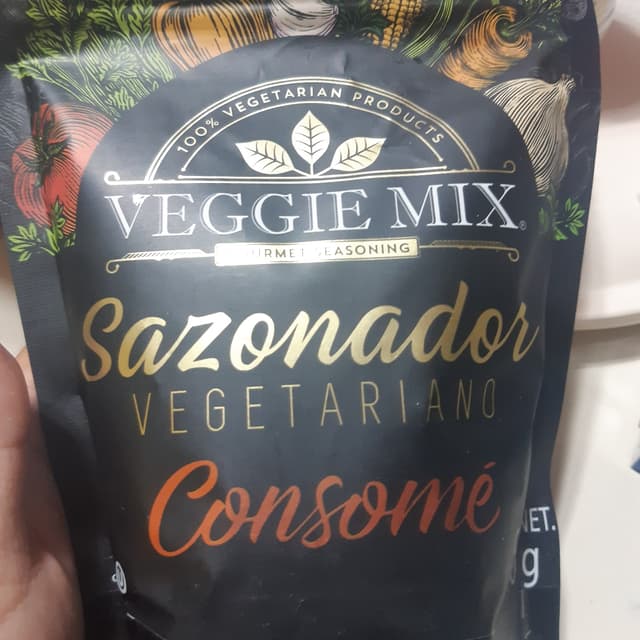 100% VEGETARIAN PRODUCTS
VEGGIE MIX®
GOURMET SEASONING
Sazonador
VEGETARIANO
Consomé
NET.
g